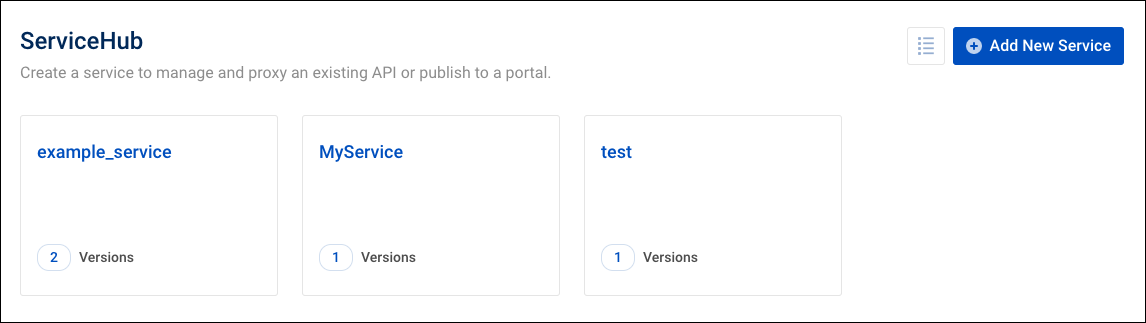 ServiceHub
Add New Service
Create a service to manage and proxy an existing API or publish to a portal.
example_service
MyService
test
2 Versions
1 Versions
1 Versions